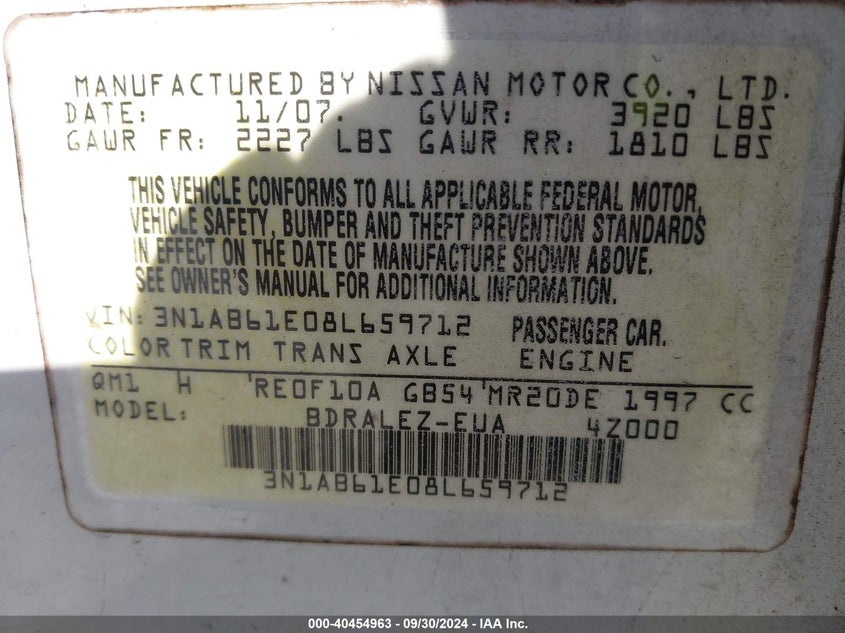 MANUFACTURED BY NISSAN MOTOR CO., LTD.
DATE: 11/07. GVWR: 3920 LBS
GAWR FR: 2227 LBS GAWR RR: 1810 LBS
THIS VEHICLE CONFORMS TO ALL APPLICABLE FEDERAL MOTOR,
VEHICLE SAFETY, BUMPER AND THEFT PREVENTION STANDARDS
IN EFFECT ON THE DATE OF MANUFACTURE SHOWN ABOVE.
SEE OWNER'S MANUAL FOR ADDITIONAL INFORMATION.
VIN: 3N1AB61E08L659712 PASSENGER CAR.
COLOR TRIM TRANS AXLE ENGINE
QM1 H 'RE0F10A GB54'MR20DE 1997 CC
MODEL: BDRALEZ-EUA 4Z000
3N1AB61E08L659712
000-40454963 - 09/30/2024 - IAA Inc.